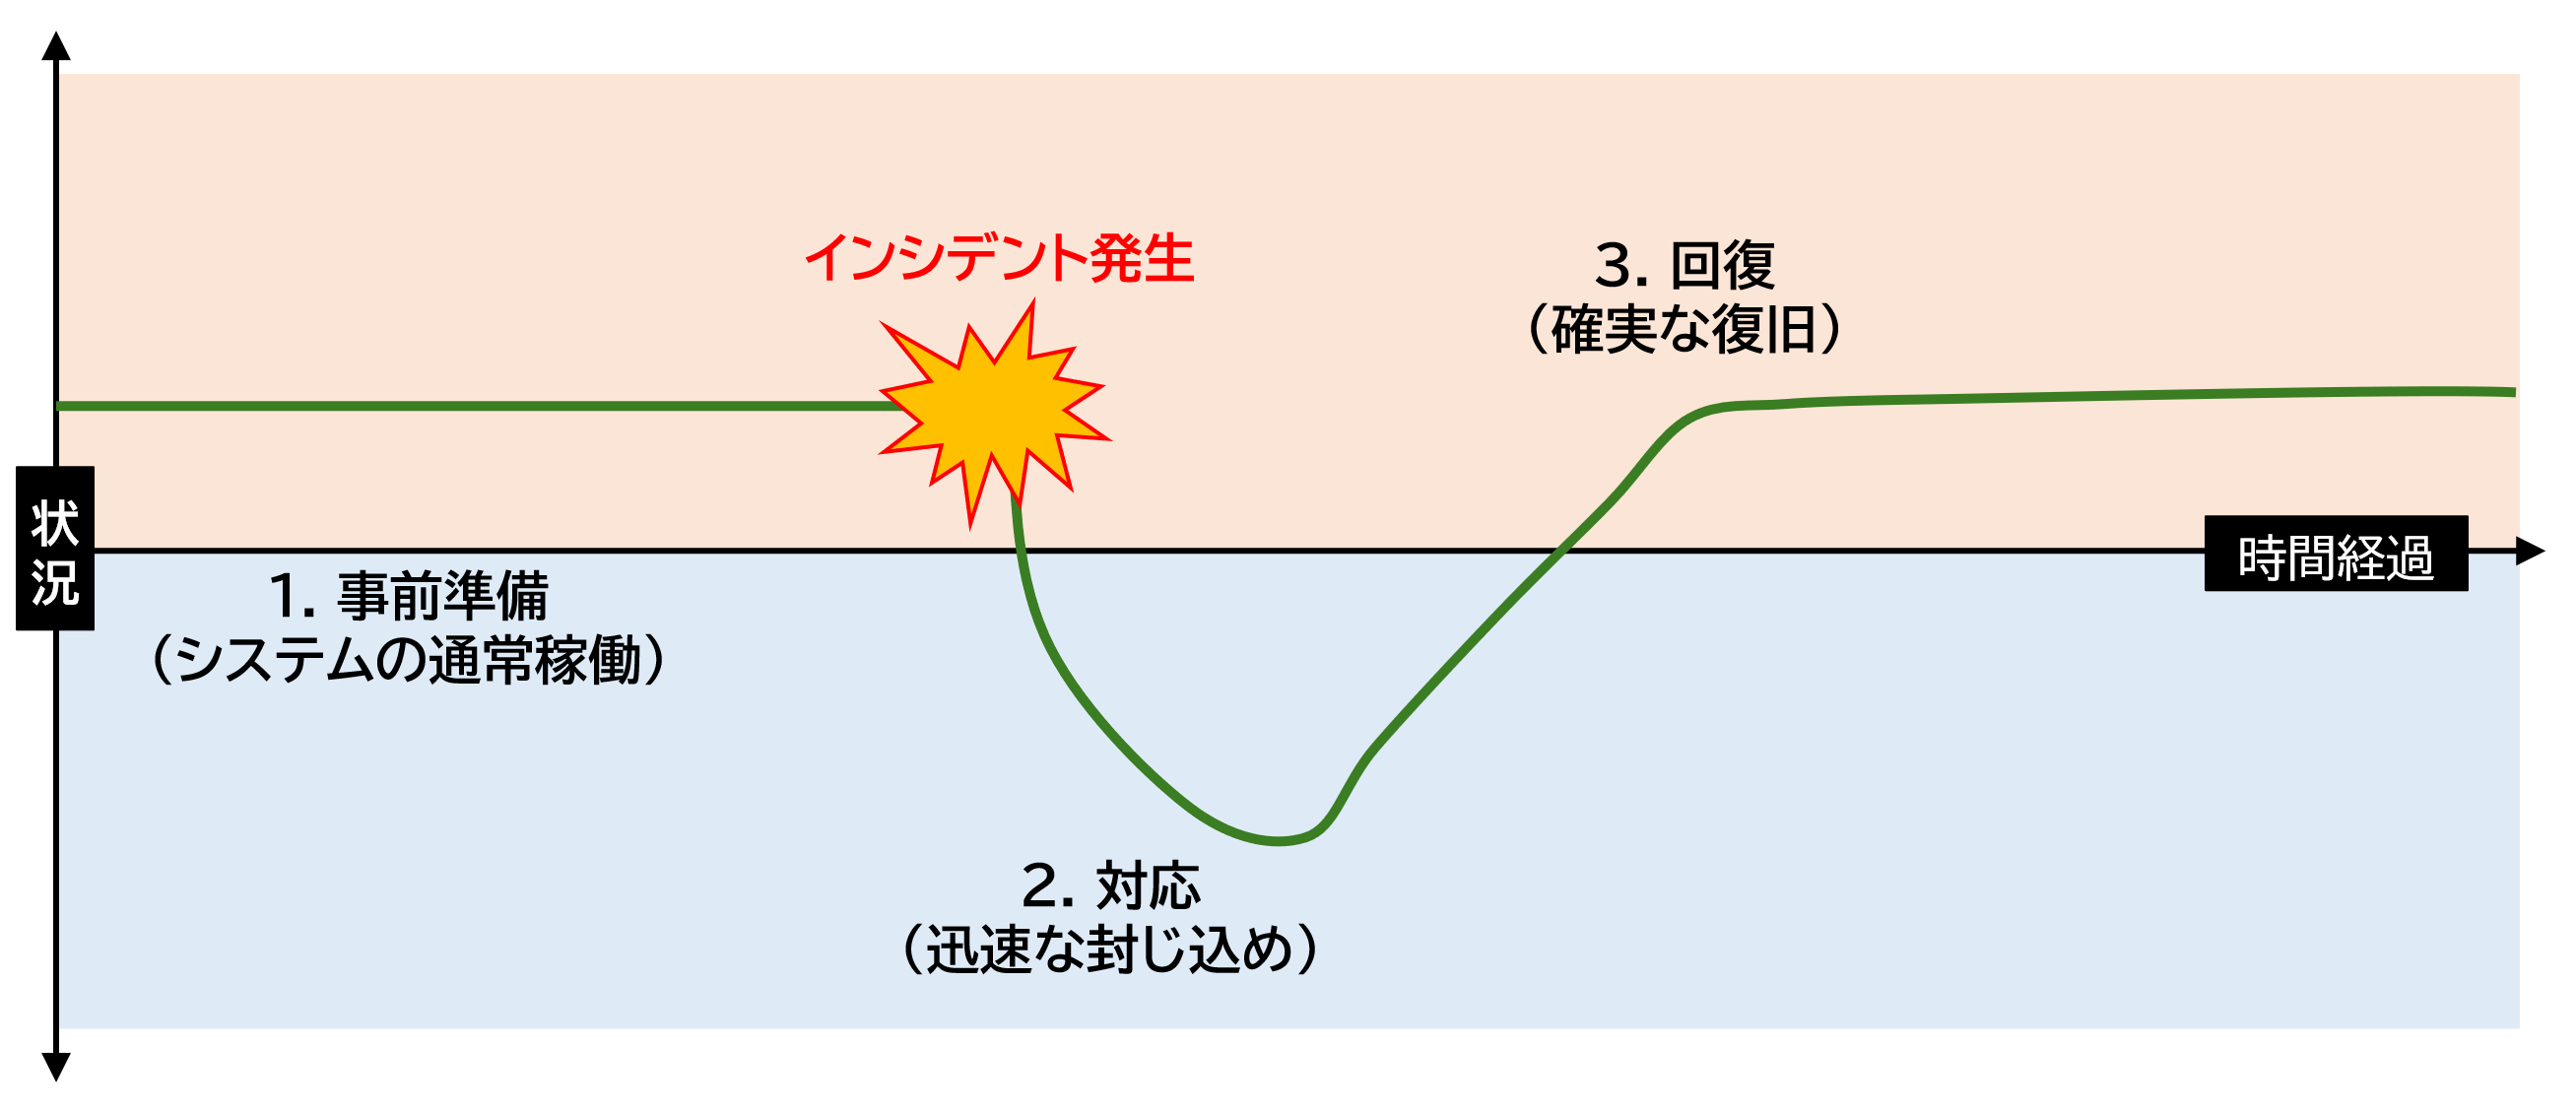 インシデント発生
3. 回復
（確実な復旧）
状況
時間経過
1. 事前準備
（システムの通常稼働）
2. 対応
（迅速な封じ込め）